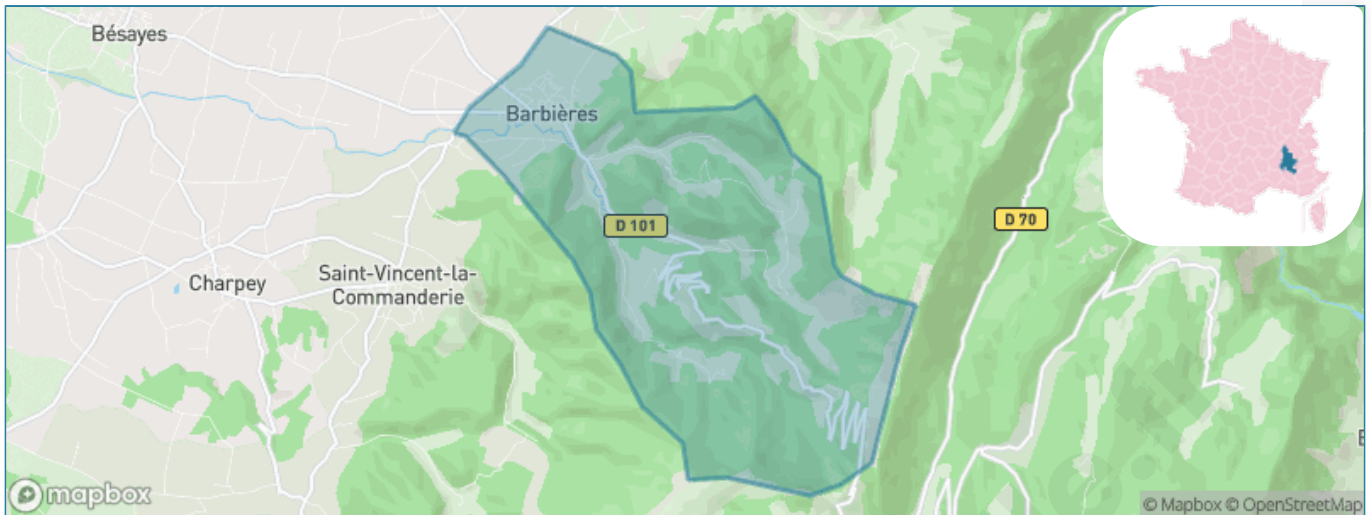 Bésayes
Barbières
D 101
D 70
Charpey
Saint-Vincent-la-
Commanderie
E
mapbox
© Mapbox © OpenStreetMap